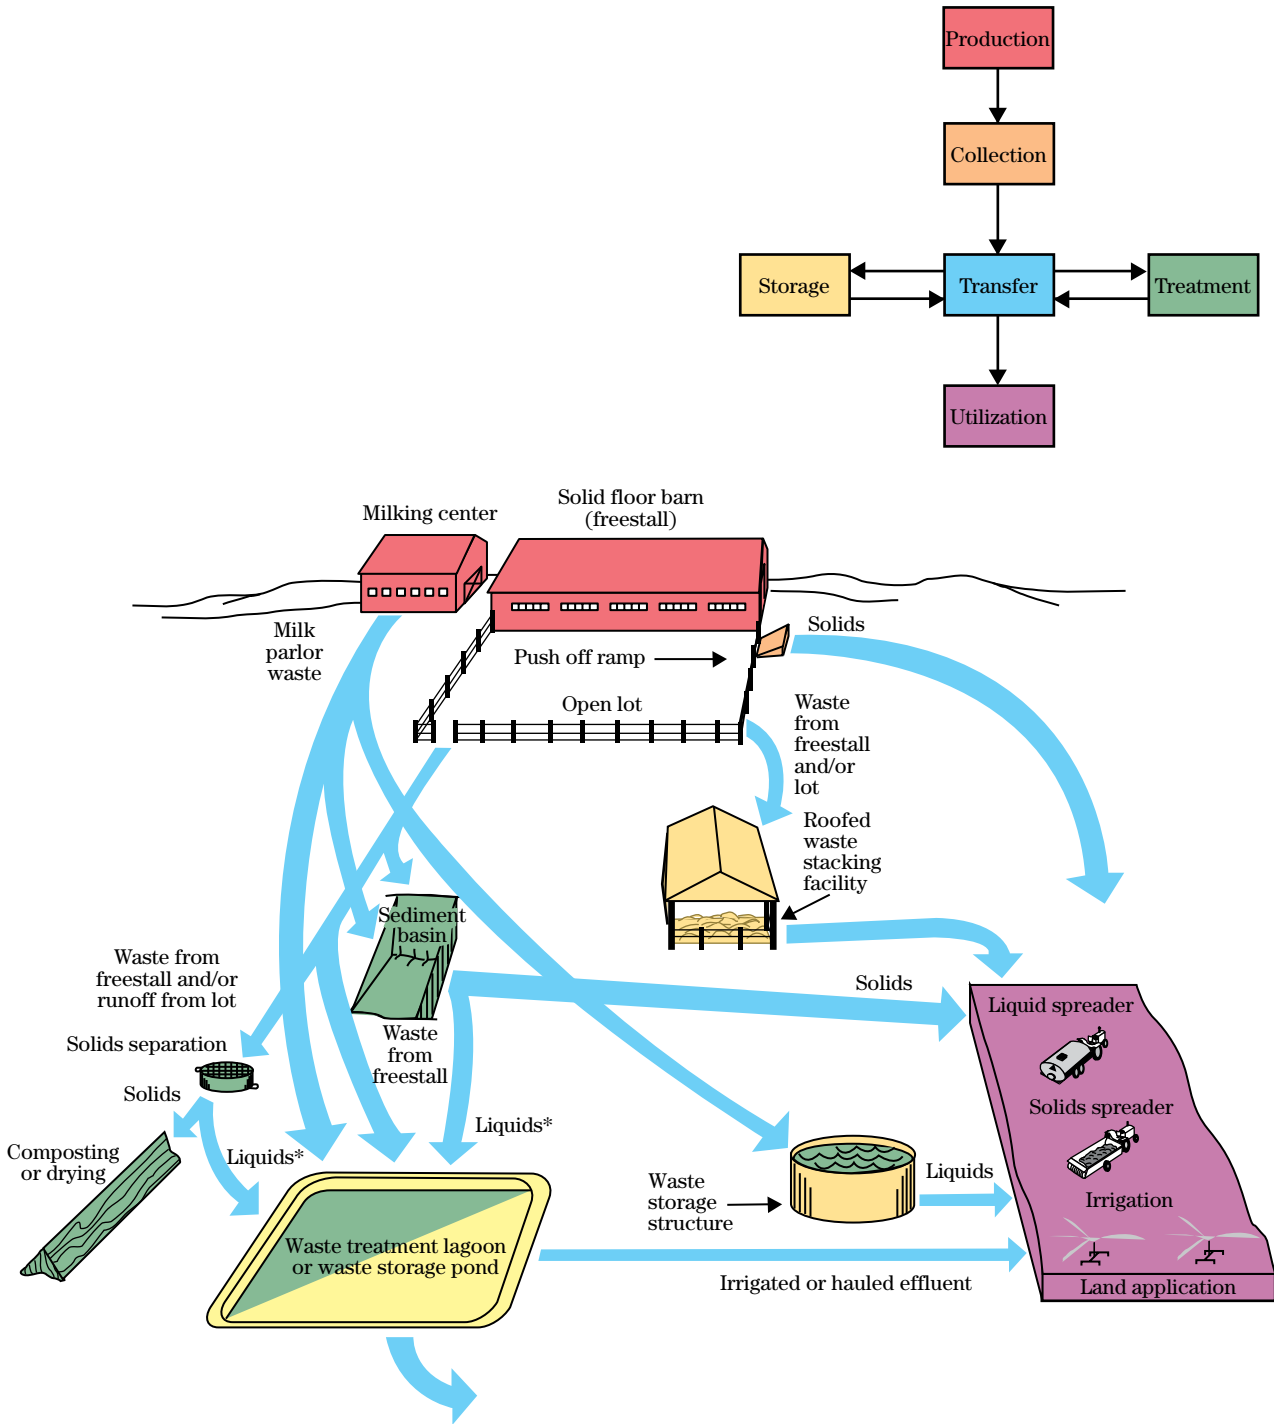 Production
Collection
Storage
Transfer
Treatment
Utilization
Solid floor barn
(freestall)
Milking center
Solids
Milk
parlor
waste
Push off ramp
Open lot
Waste
from
freestall
and/or
lot
Roofed
waste
stacking
facility
Sediment
basin
Waste from
freestall and/or
runoff from lot
Solids
Liquid spreader
Waste
from
freestall
Solids separation
Solids
Solids spreader
Liquids*
Composting
or drying
Liquids*
Waste
storage
structure
Liquids
Irrigation
Waste treatment lagoon
or waste storage pond
Irrigated or hauled effluent
Land application